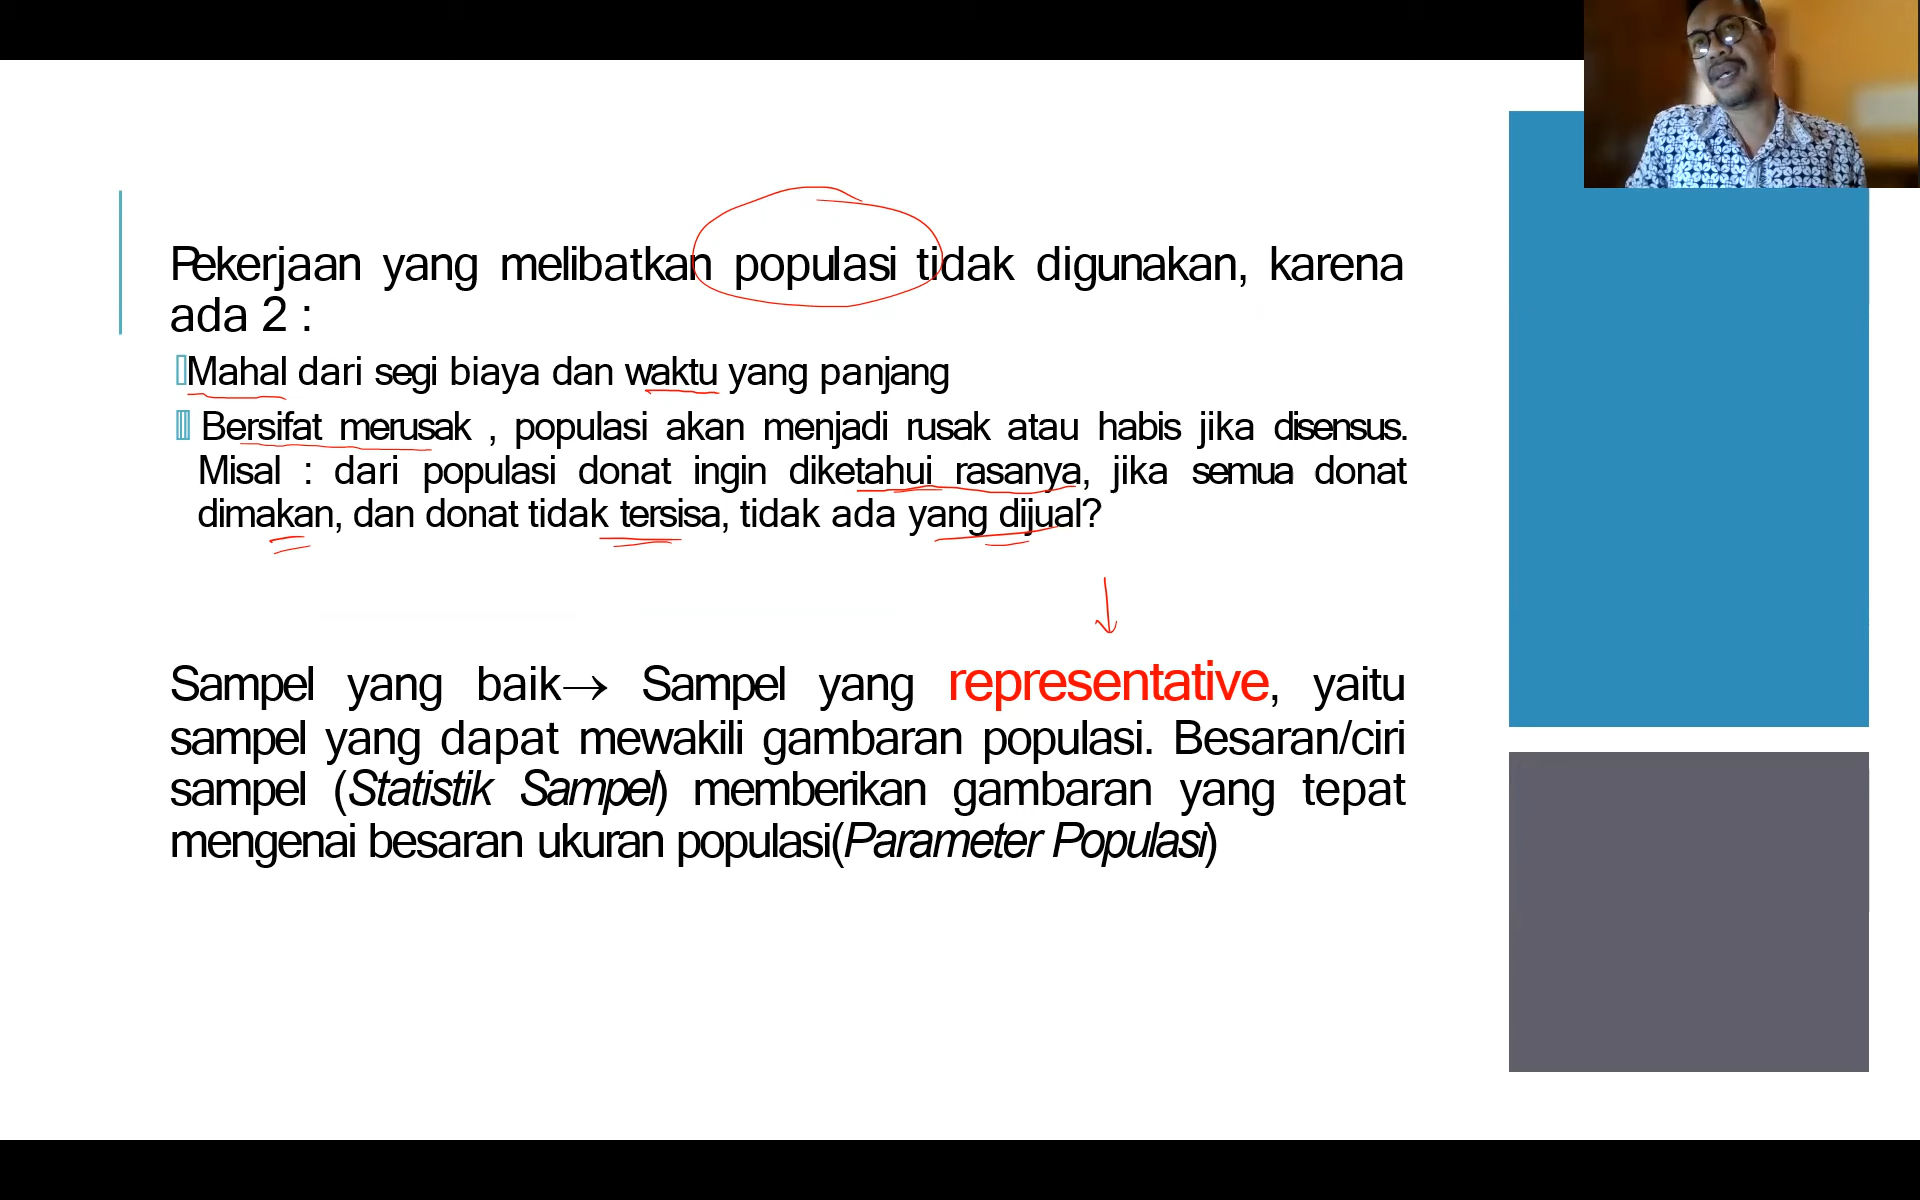 Pekerjaan yang melibatkan populasi tidak digunakan, karena
ada 2 :
Mahal dari segi biaya dan waktu yang panjang
Bersifat merusak , populasi akan menjadi rusak atau habis jika disensus.
Misal : dari populasi donat ingin diketahui rasanya, jika semua donat
dimakan, dan donat tidak tersisa, tidak ada yang dijual?
Sampel yang baik→ Sampel yang representative, yaitu
sampel yang dapat mewakili gambaran populasi. Besaran/ciri
sampel (Statistik Sampel) memberikan gambaran yang tepat
mengenai besaran ukuran populasi(Parameter Populasi)